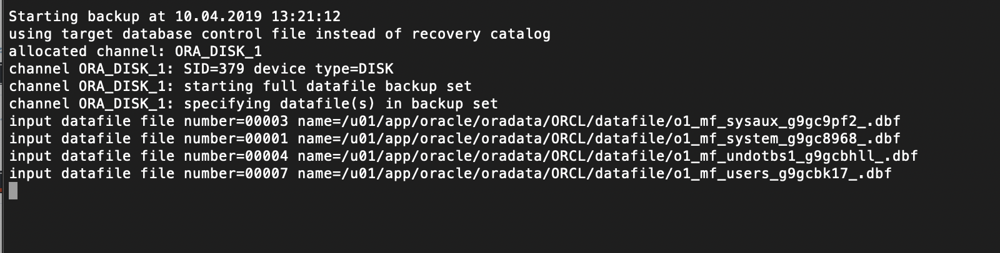 Starting backup at 10.04.2019 13:21:12
using target database control file instead of recovery catalog
allocated channel: ORA_DISK_1
channel ORA_DISK_1: SID=379 device type=DISK
channel ORA_DISK_1: starting full datafile backup set
channel ORA_DISK_1: specifying datafile(s) in backup set
input datafile file number=00003 name=/u01/app/oracle/oradata/ORCL/datafile/o1_mf_sysaux_g9gc9pf2_.dbf
input datafile file number=00001 name=/u01/app/oracle/oradata/ORCL/datafile/o1_mf_system_g9gc8968_.dbf
input datafile file number=00004 name=/u01/app/oracle/oradata/ORCL/datafile/o1_mf_undotbs1_g9gcbhll_.dbf
input datafile file number=00007 name=/u01/app/oracle/oradata/ORCL/datafile/o1_mf_users_g9gcbk17_.dbf